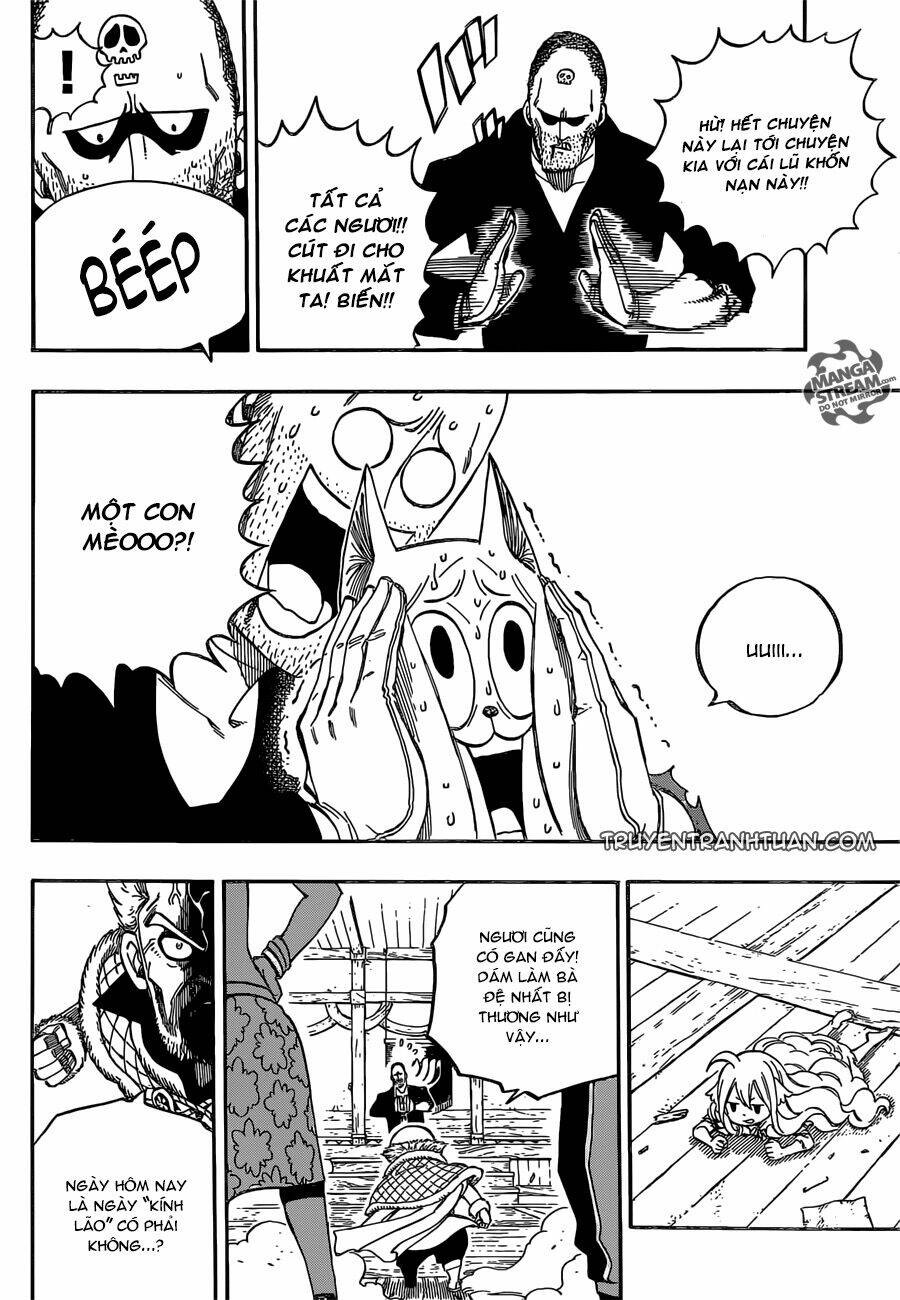 HỪ! HẾT CHUYỆN
NÀY LẠI TỚI CHUYỆN
KIA VỚI CÁI LŨ KHỐN
NẠN NÀY!!
TẤT CẢ
CÁC NGƯƠI!!
CÚT ĐI CHO
KHUẤT MẮT
TA! BIẾN!!
!
BÉÉP
MANGA
STREAM.com
DO NOT MIRROR
MỘT CON
MÈOOO?!
UUIII...
TRUYENTRANHTUAN.COM
NGƯƠI CŨNG
CÓ GAN ĐẤY!
DÁM LÀM BÀ
ĐỆ NHẤT BỊ
THƯƠNG NHƯ
VẬY...
NGÀY HÔM NAY
LÀ NGÀY “KÍNH
LÃO” CÓ PHẢI
KHÔNG...?